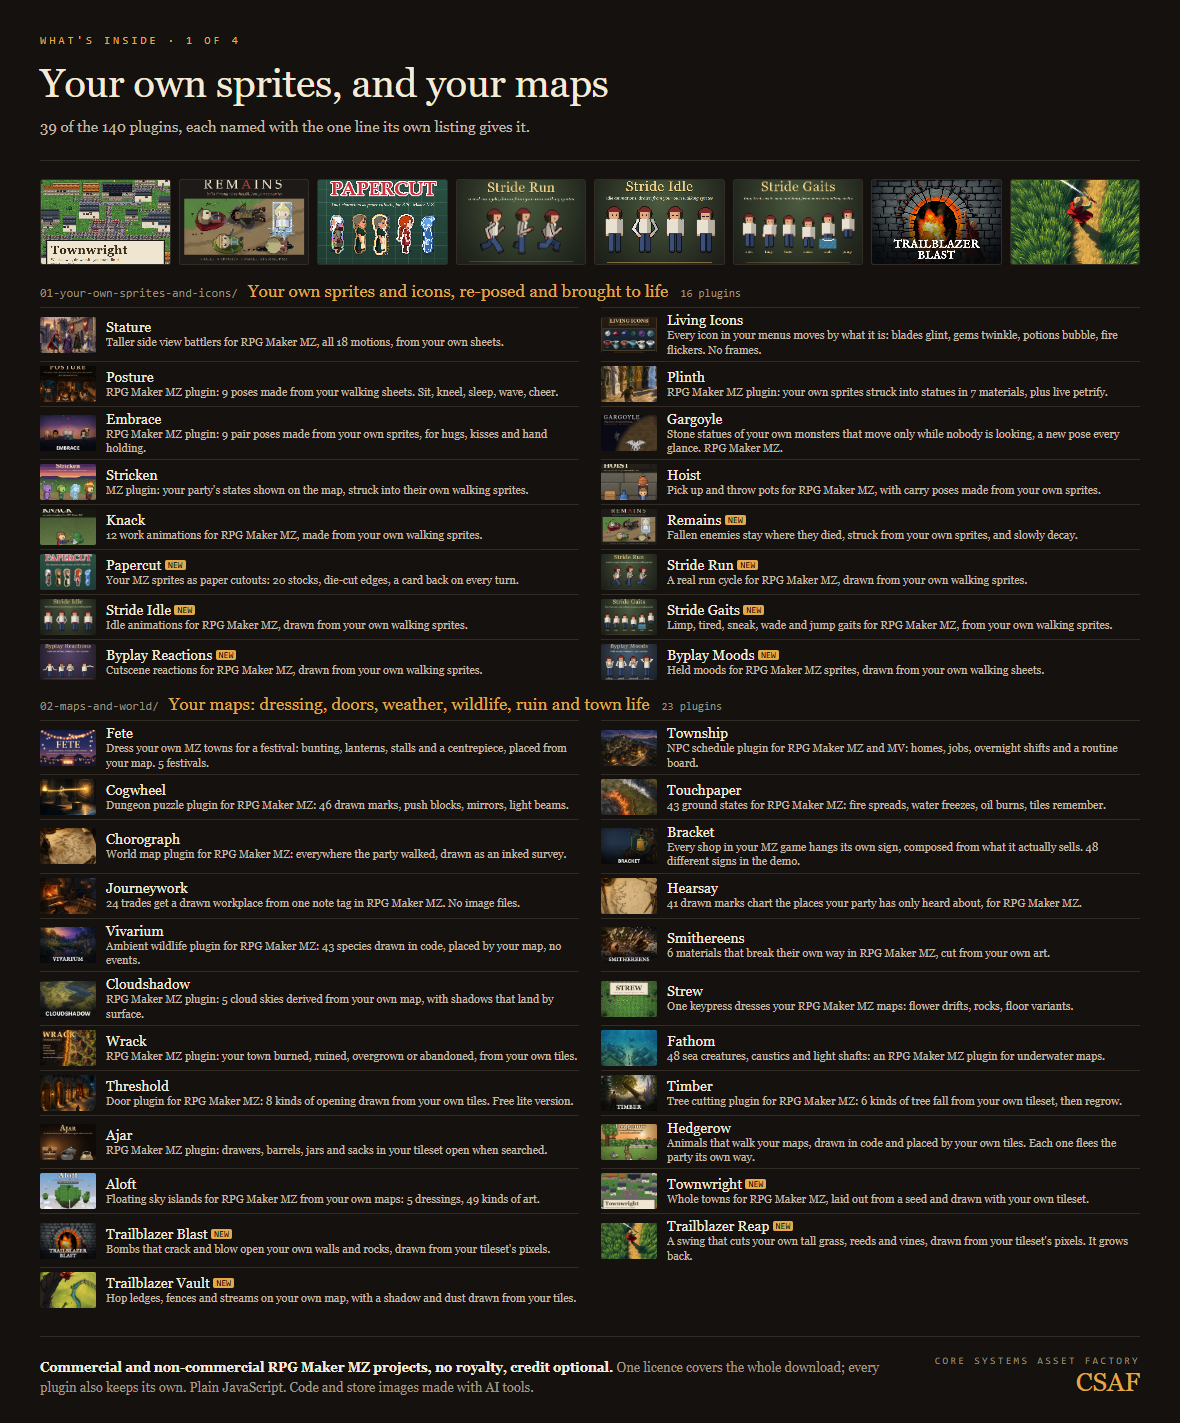 WHAT'S INSIDE · 1 OF 4
Your own sprites, and your maps
39 of the 140 plugins, each named with the one line its own listing gives it.
Townwright
REMAINS
PAPERCUT
Stride Run
Stride Idle
Stride Gaits
TRAILBLAZER
BLAST
01-your-own-sprites-and-icons/ Your own sprites and icons, re-posed and brought to life 16 plugins
Stature
Taller side view battlers for RPG Maker MZ, all 18 motions, from your own sheets.
LIVING ICONS
Living Icons
Every icon in your menus moves by what it is: blades glint, gems twinkle, potions bubble, fire
flickers. No frames.
POSTURE
Posture
RPG Maker MZ plugin: 9 poses made from your walking sheets. Sit, kneel, sleep, wave, cheer.
Plinth
RPG Maker MZ plugin: your own sprites struck into statues in 7 materials, plus live petrify.
EMBRACE
Embrace
RPG Maker MZ plugin: 9 pair poses made from your own sprites, for hugs, kisses and hand
holding.
GARGOYLE
Gargoyle
Stone statues of your own monsters that move only while nobody is looking, a new pose every
glance. RPG Maker MZ.
Stricken
Stricken
MZ plugin: your party's states shown on the map, struck into their own walking sprites.
HOIST
Hoist
Pick up and throw pots for RPG Maker MZ, with carry poses made from your own sprites.
KNACK
Knack
12 work animations for RPG Maker MZ, made from your own walking sprites.
REMAINS
Remains NEW
Fallen enemies stay where they died, struck from your own sprites, and slowly decay.
PAPERCUT
Papercut NEW
Your MZ sprites as paper cutouts: 20 stocks, die-cut edges, a card back on every turn.
Stride Run
Stride Run NEW
A real run cycle for RPG Maker MZ, drawn from your own walking sprites.
Stride Idle
Stride Idle NEW
Idle animations for RPG Maker MZ, drawn from your own walking sprites.
Stride Gaits
Stride Gaits NEW
Limp, tired, sneak, wade and jump gaits for RPG Maker MZ, from your own walking sprites.
Byplay Reactions
Byplay Reactions NEW
Cutscene reactions for RPG Maker MZ, drawn from your own walking sprites.
Byplay Moods
Byplay Moods NEW
Held moods for RPG Maker MZ sprites, drawn from your own walking sheets.
02-maps-and-world/ Your maps: dressing, doors, weather, wildlife, ruin and town life 23 plugins
FETE
Fete
Dress your own MZ towns for a festival: bunting, lanterns, stalls and a centrepiece, placed from
your map. 5 festivals.
Township
NPC schedule plugin for RPG Maker MZ and MV: homes, jobs, overnight shifts and a routine
board.
Cogwheel
Dungeon puzzle plugin for RPG Maker MZ: 46 drawn marks, push blocks, mirrors, light beams.
Touchpaper
43 ground states for RPG Maker MZ: fire spreads, water freezes, oil burns, tiles remember.
Chorograph
World map plugin for RPG Maker MZ: everywhere the party walked, drawn as an inked survey.
BRACKET
Bracket
Every shop in your MZ game hangs its own sign, composed from what it actually sells. 48
different signs in the demo.
Journeywork
24 trades get a drawn workplace from one note tag in RPG Maker MZ. No image files.
Hearsay
41 drawn marks chart the places your party has only heard about, for RPG Maker MZ.
VIVARIUM
Vivarium
Ambient wildlife plugin for RPG Maker MZ: 43 species drawn in code, placed by your map, no
events.
SMITHEREENS
Smithereens
6 materials that break their own way in RPG Maker MZ, cut from your own art.
CLOUDSHADOW
Cloudshadow
RPG Maker MZ plugin: 5 cloud skies derived from your own map, with shadows that land by
surface.
STREW
Strew
One keypress dresses your RPG Maker MZ maps: flower drifts, rocks, floor variants.
WRACK
Wrack
RPG Maker MZ plugin: your town burned, ruined, overgrown or abandoned, from your own tiles.
Fathom
48 sea creatures, caustics and light shafts: an RPG Maker MZ plugin for underwater maps.
Threshold
Door plugin for RPG Maker MZ: 8 kinds of opening drawn from your own tiles. Free lite version.
TIMBER
Timber
Tree cutting plugin for RPG Maker MZ: 6 kinds of tree fall from your own tileset, then regrow.
AJAR
Ajar
RPG Maker MZ plugin: drawers, barrels, jars and sacks in your tileset open when searched.
Hedgerow
Animals that walk your maps, drawn in code and placed by your own tiles. Each one flees the
party its own way.
Aloft
Aloft
Floating sky islands for RPG Maker MZ from your own maps: 5 dressings, 49 kinds of art.
Townwright
Townwright NEW
Whole towns for RPG Maker MZ, laid out from a seed and drawn with your own tileset.
TRAILBLAZER
BLAST
Trailblazer Blast NEW
Bombs that crack and blow open your own walls and rocks, drawn from your tileset's pixels.
Trailblazer Reap NEW
A swing that cuts your own tall grass, reeds and vines, drawn from your tileset's pixels. It grows
back.
Trailblazer Vault NEW
Hop ledges, fences and streams on your own map, with a shadow and dust drawn from your tiles.
Commercial and non-commercial RPG Maker MZ projects, no royalty, credit optional. One licence covers the whole download; every
plugin also keeps its own. Plain JavaScript. Code and store images made with AI tools.
CORE SYSTEMS ASSET FACTORY
CSAF